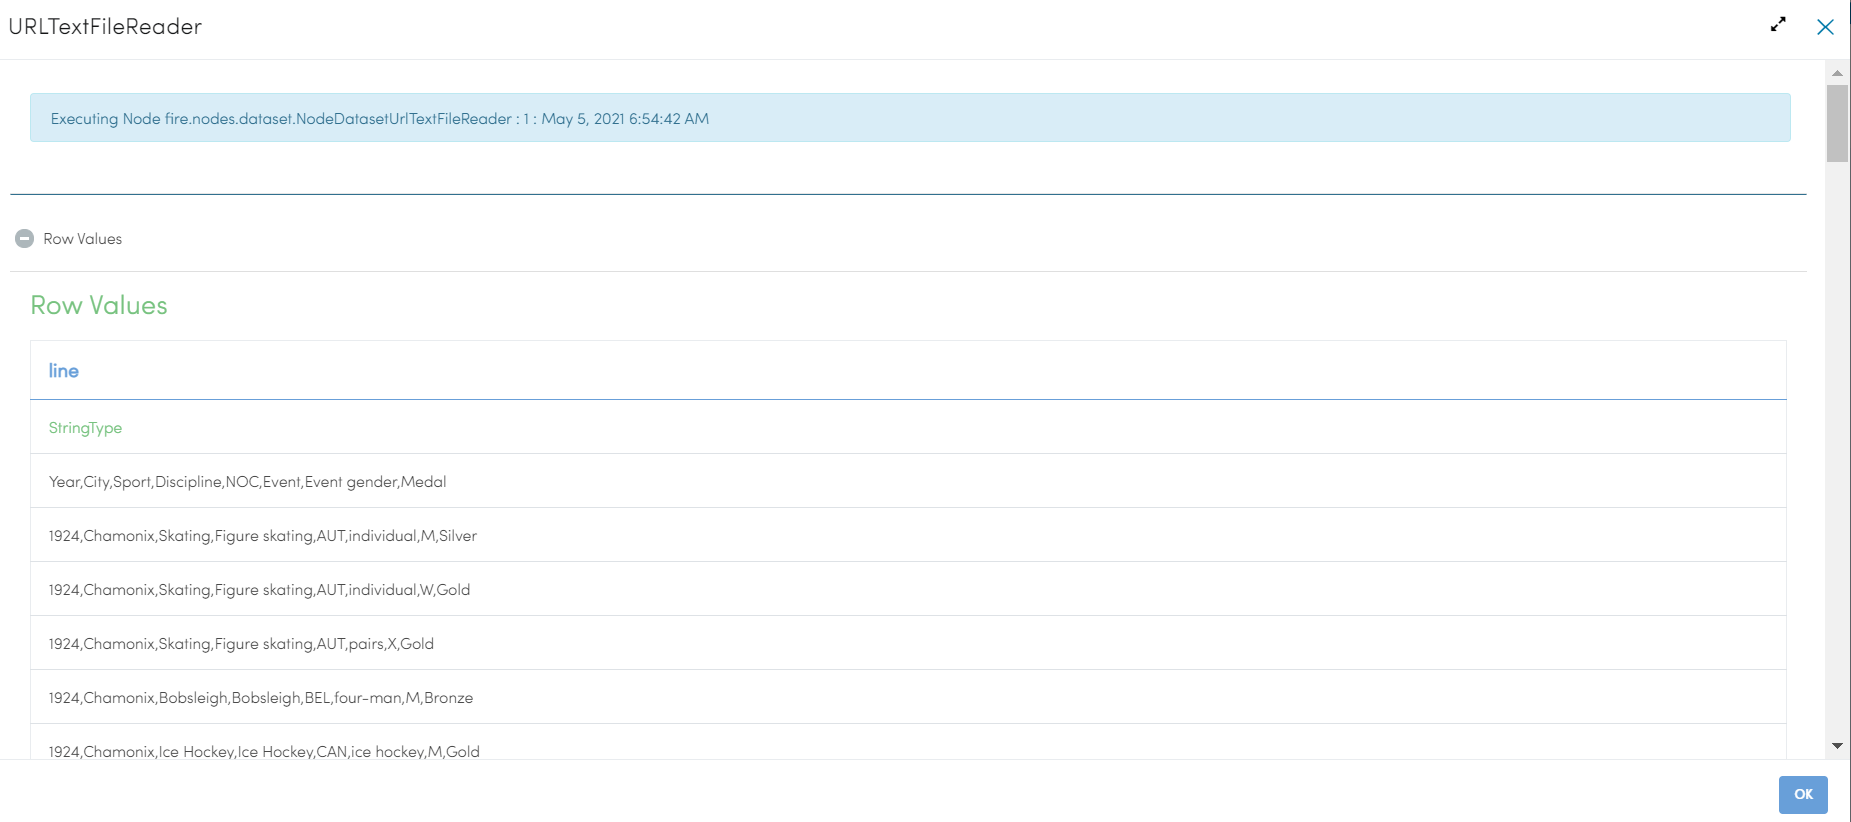 URLTextFileReader
Executing Node fire.nodes.dataset.NodeDatasetUrlTextFileReader : 1 : May 5, 2021 6:54:42 AM
Row Values
Row Values
line
StringType
Year,City,Sport,Discipline,NOC,Event,Event gender,Medal
1924,Chamonix,Skating,Figure skating,AUT,individual,M,Silver
1924,Chamonix,Skating,Figure skating,AUT,individual,W,Gold
1924,Chamonix,Skating,Figure skating,AUT,pairs,X,Gold
1924,Chamonix,Bobsleigh,Bobsleigh,BEL,four-man,M,Bronze
1924,Chamonix,Ice Hockey,Ice Hockey,CAN,ice hockey,M,Gold
OK